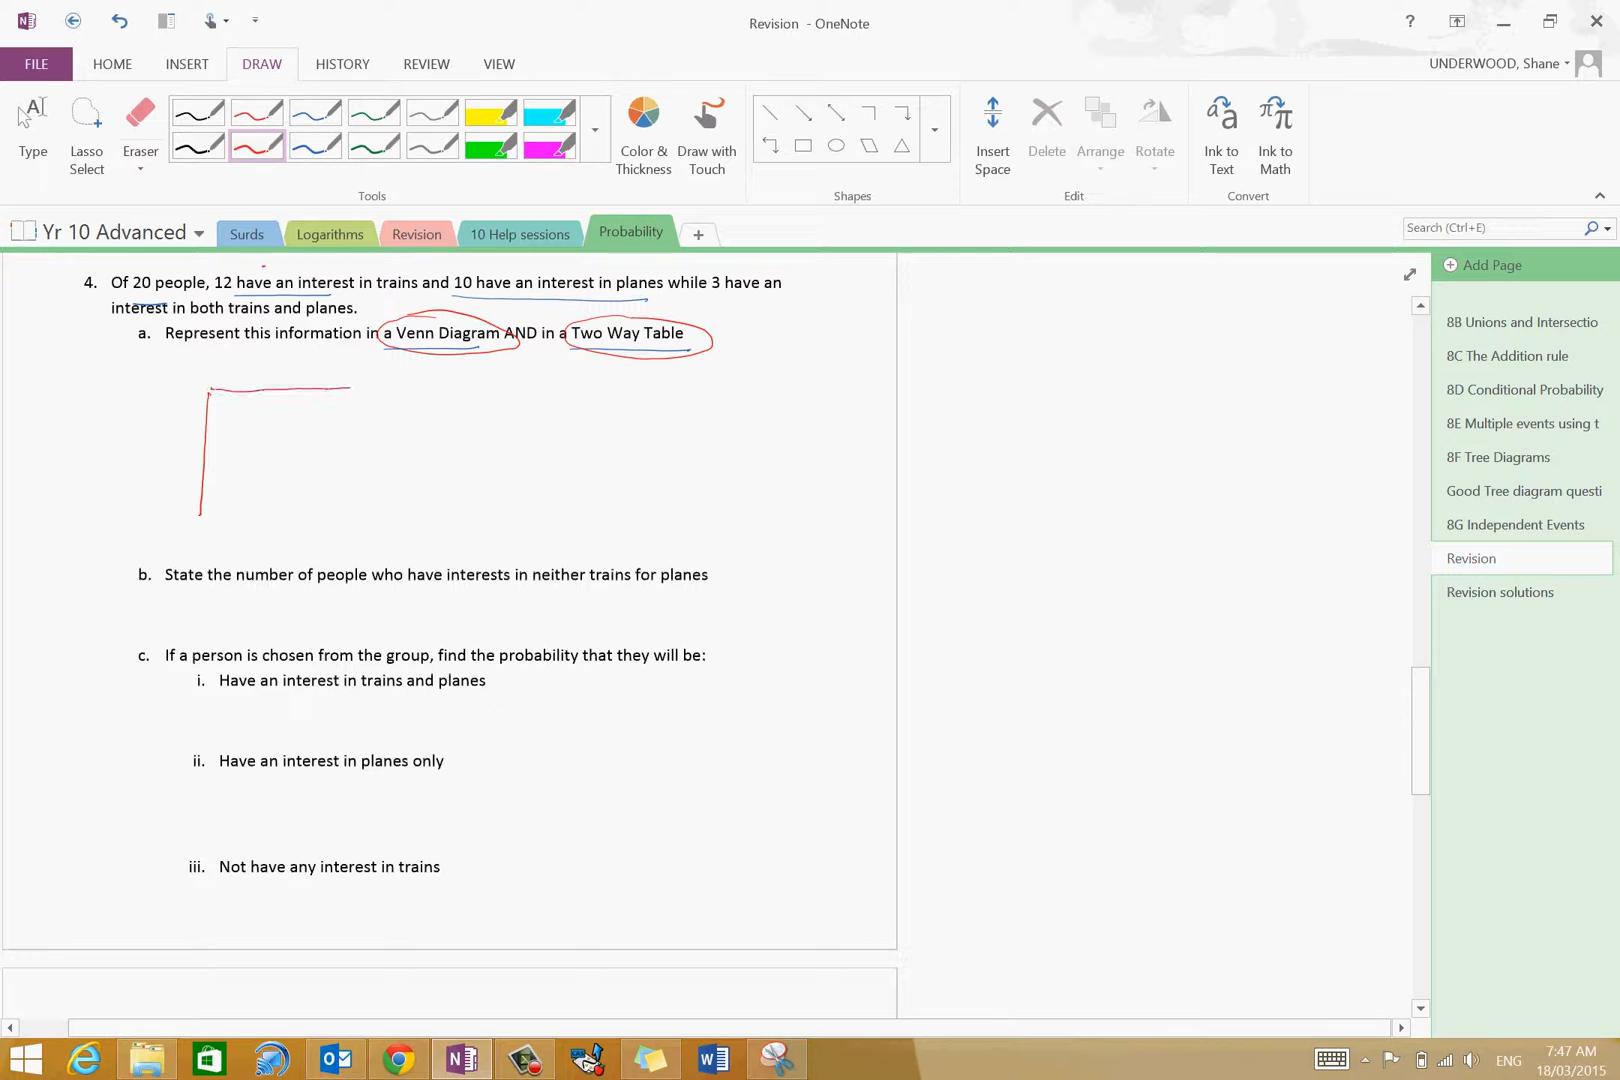 Revision - OneNote
?
FILE
HOME
INSERT
DRAW
HISTORY
REVIEW
VIEW
UNDERWOOD, Shane
Type
Lasso
Select
Eraser
Color &
Thickness
Draw with
Touch
Insert
Space
Delete
Arrange
Rotate
Ink to
Text
Ink to
Math
Tools
Shapes
Edit
Convert
Yr 10 Advanced
Surds
Logarithms
Revision
10 Help sessions
Probability
Search (Ctrl+E)
Add Page
8B Unions and Intersectio
8C The Addition rule
8D Conditional Probability
8E Multiple events using t
8F Tree Diagrams
Good Tree diagram questi
8G Independent Events
Revision
Revision solutions
4. Of 20 people, 12 have an interest in trains and 10 have an interest in planes while 3 have an
interest in both trains and planes.
a. Represent this information in a Venn Diagram AND in a Two Way Table
b. State the number of people who have interests in neither trains for planes
c. If a person is chosen from the group, find the probability that they will be:
i. Have an interest in trains and planes
ii. Have an interest in planes only
iii. Not have any interest in trains
ENG
7:47 AM
18/03/2015